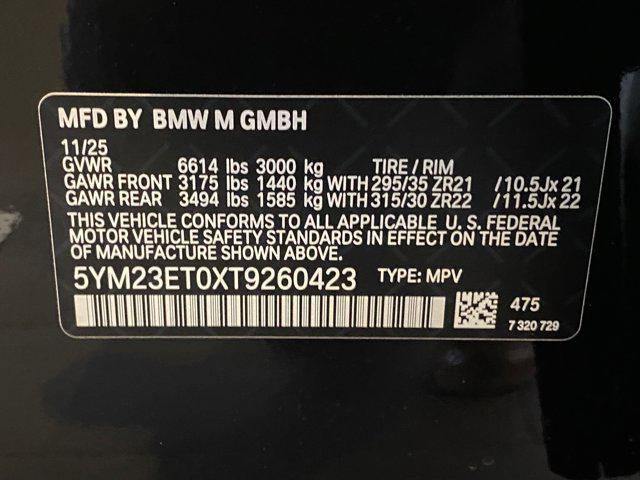 MFD BY BMW M GMBH
11/25
GVWR 6614 lbs 3000 kg TIRE / RIM
GAWR FRONT 3175 lbs 1440 kg WITH 295/35 ZR21 /10.5Jx 21
GAWR REAR 3494 lbs 1585 kg WITH 315/30 ZR22 /11.5Jx 22
THIS VEHICLE CONFORMS TO ALL APPLICABLE U. S. FEDERAL
MOTOR VEHICLE SAFETY STANDARDS IN EFFECT ON THE DATE
OF MANUFACTURE SHOWN ABOVE.
5YM23ET0XT9260423 TYPE: MPV
475
7 320 729